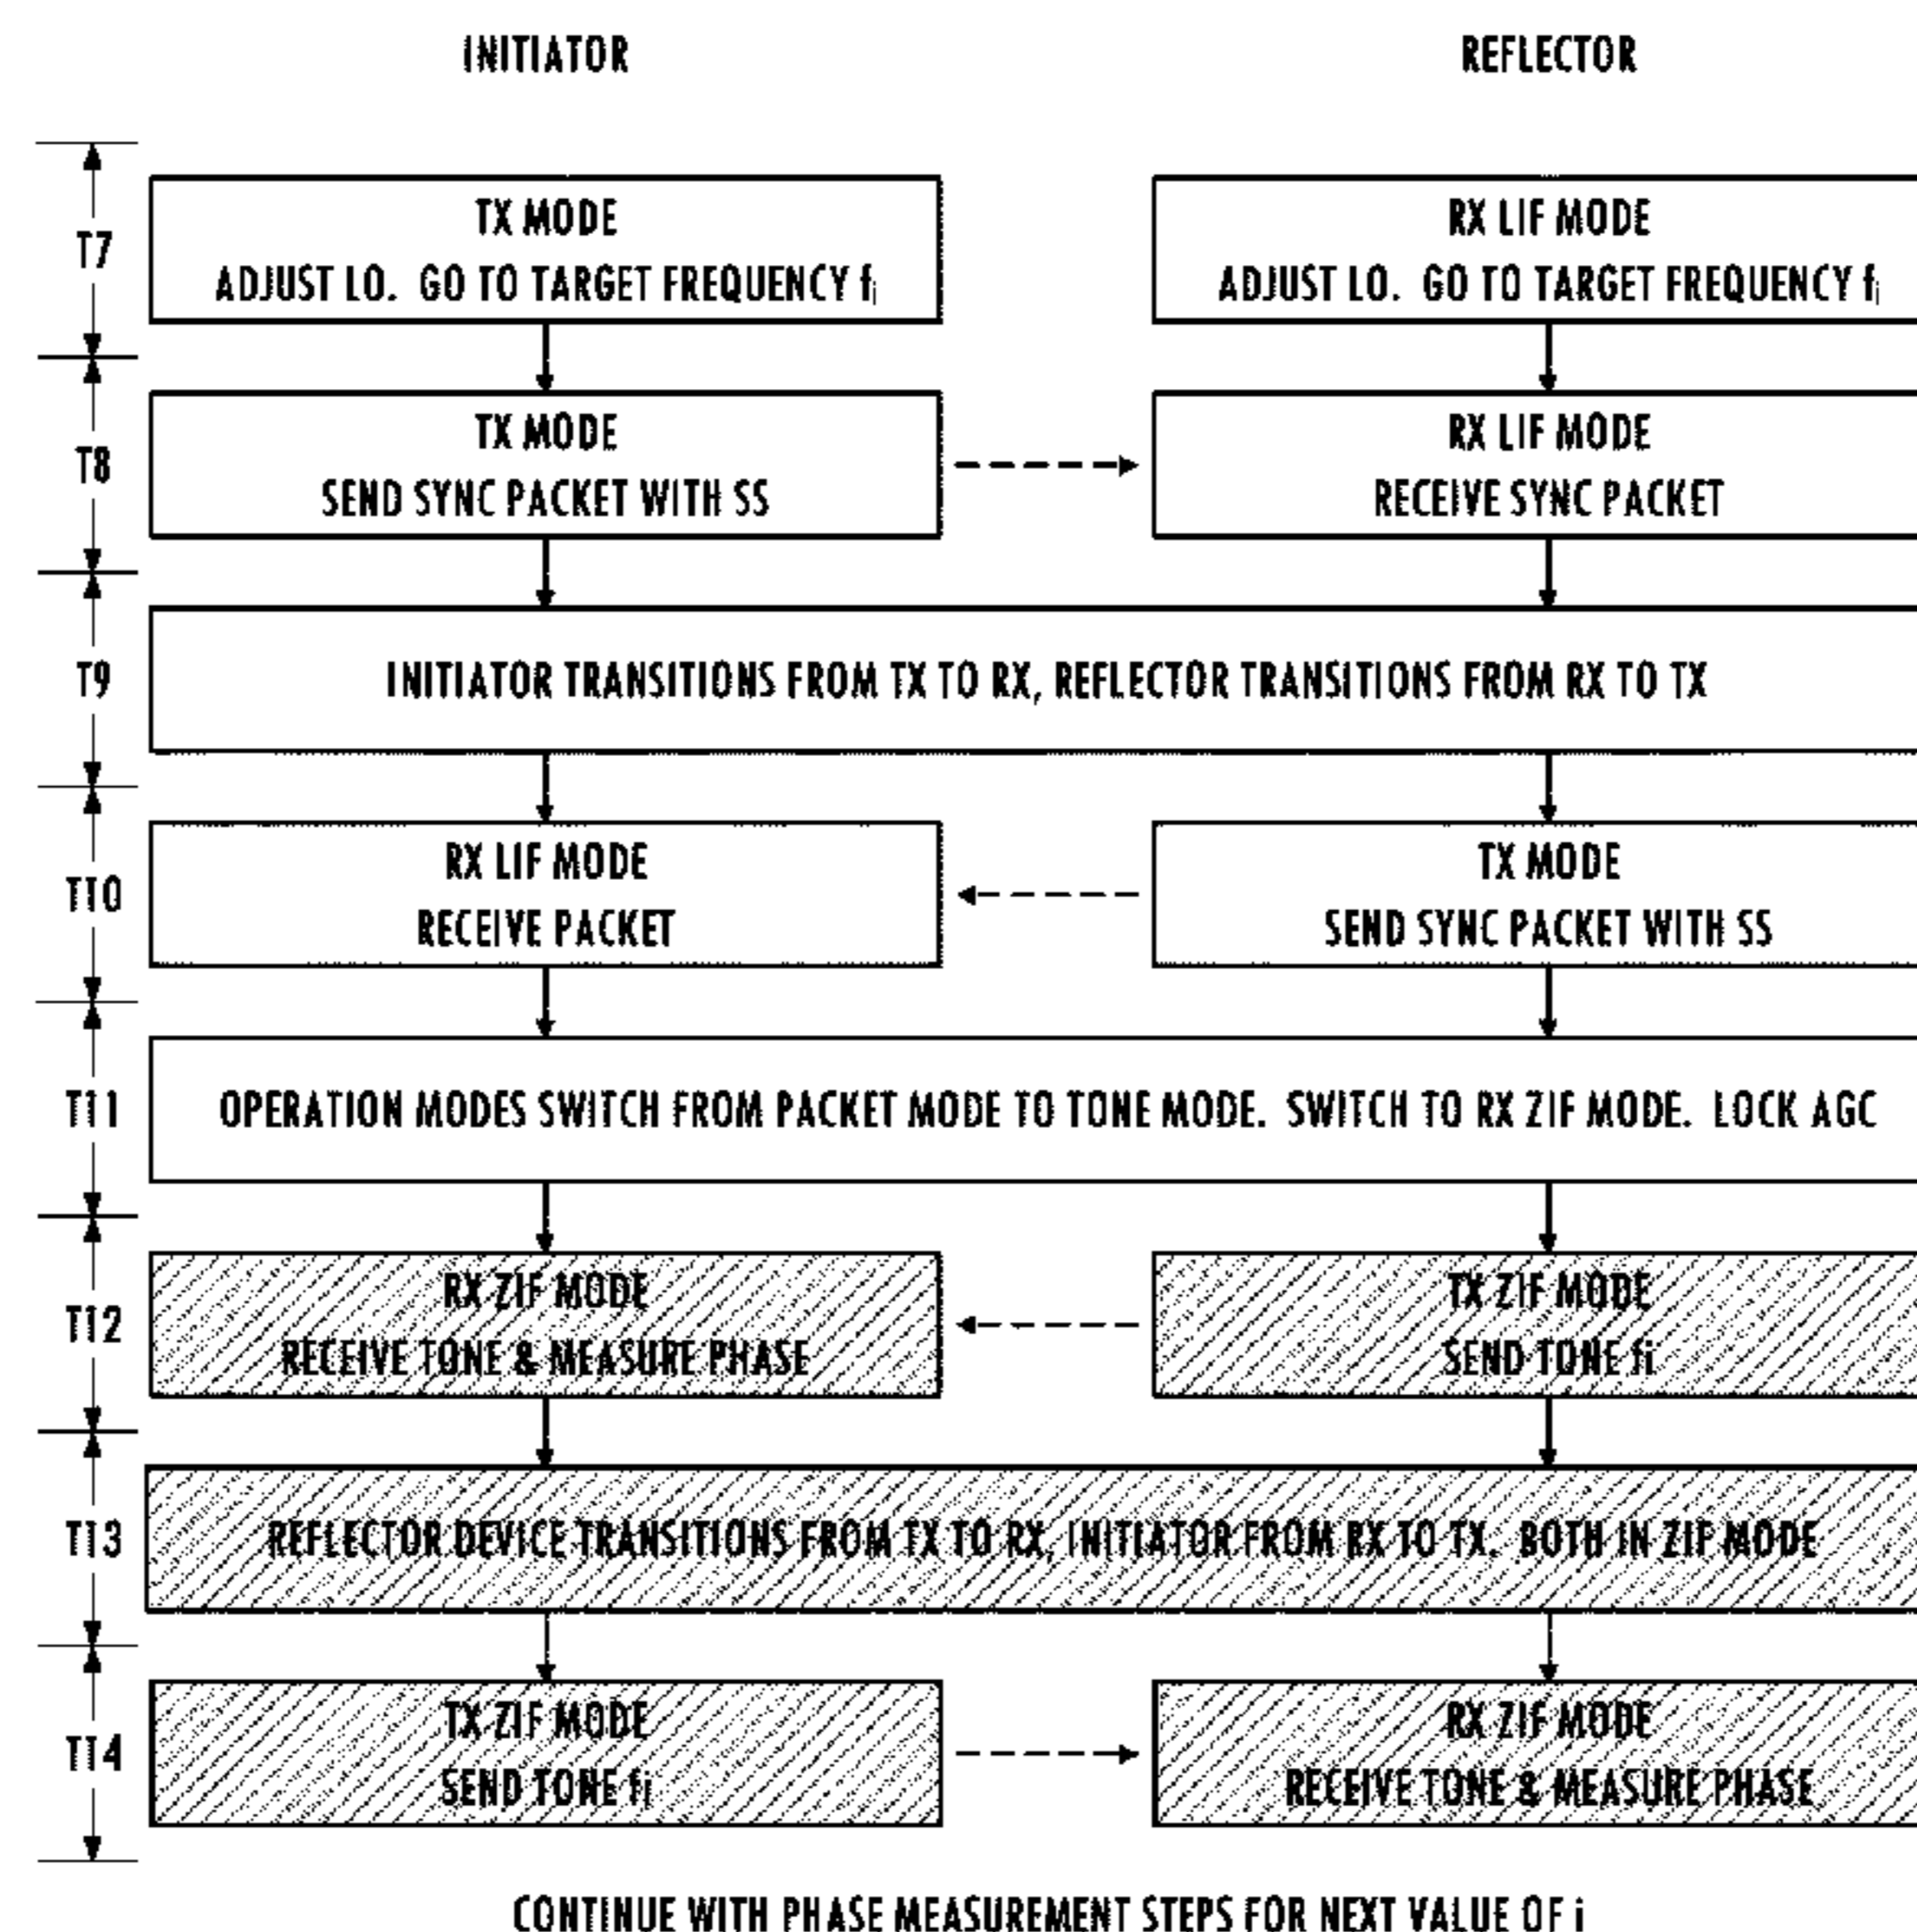 INITIATOR REFLECTOR
T7
TX MODE
ADJUST LO. GO TO TARGET FREQUENCY fi
RX LIF MODE
ADJUST LO. GO TO TARGET FREQUENCY fi
T8
TX MODE
SEND SYNC PACKET WITH SS
RX LIF MODE
RECEIVE SYNC PACKET
T9
INITIATOR TRANSITIONS FROM TX TO RX, REFLECTOR TRANSITIONS FROM RX TO TX
T10
RX LIF MODE
RECEIVE PACKET
TX MODE
SEND SYNC PACKET WITH SS
T11
OPERATION MODES SWITCH FROM PACKET MODE TO TONE MODE. SWITCH TO RX ZIF MODE. LOCK AGC
T12
RX ZIF MODE
RECEIVE TONE & MEASURE PHASE
TX ZIF MODE
SEND TONE fi
T13
REFLECTOR DEVICE TRANSITIONS FROM TX TO RX, INITIATOR FROM RX TO TX. BOTH IN ZIF MODE
T14
TX ZIF MODE
SEND TONE fi
RX ZIF MODE
RECEIVE TONE & MEASURE PHASE
CONTINUE WITH PHASE MEASUREMENT STEPS FOR NEXT VALUE OF i